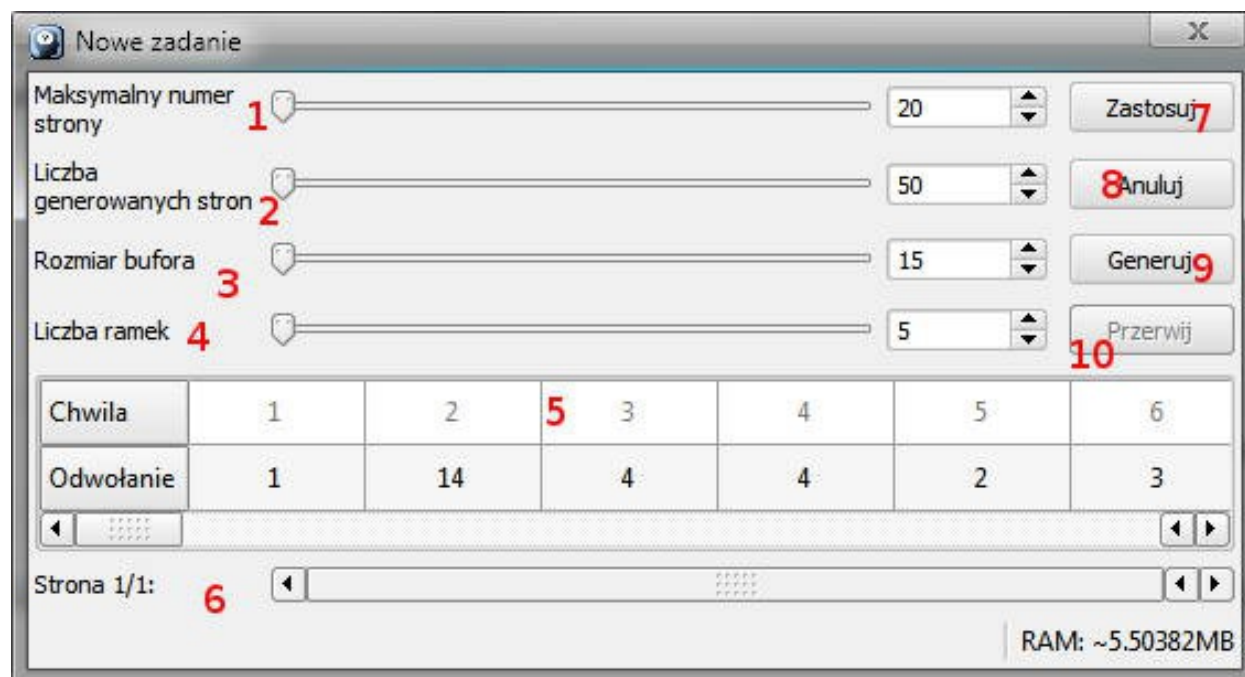 Nowe zadanie
Maksymalny numer
strony
1
20
Zastosuj
7
Liczba
generowanych stron
2
50
8
Anuluj
Rozmiar bufora
3
15
Generuj
9
Liczba ramek
4
5
Przerwij
10
Chwila 1 2 5 3 4 5 6
Odwołanie 1 14 4 4 2 3
Strona 1/1:
6
RAM: ~5.50382MB